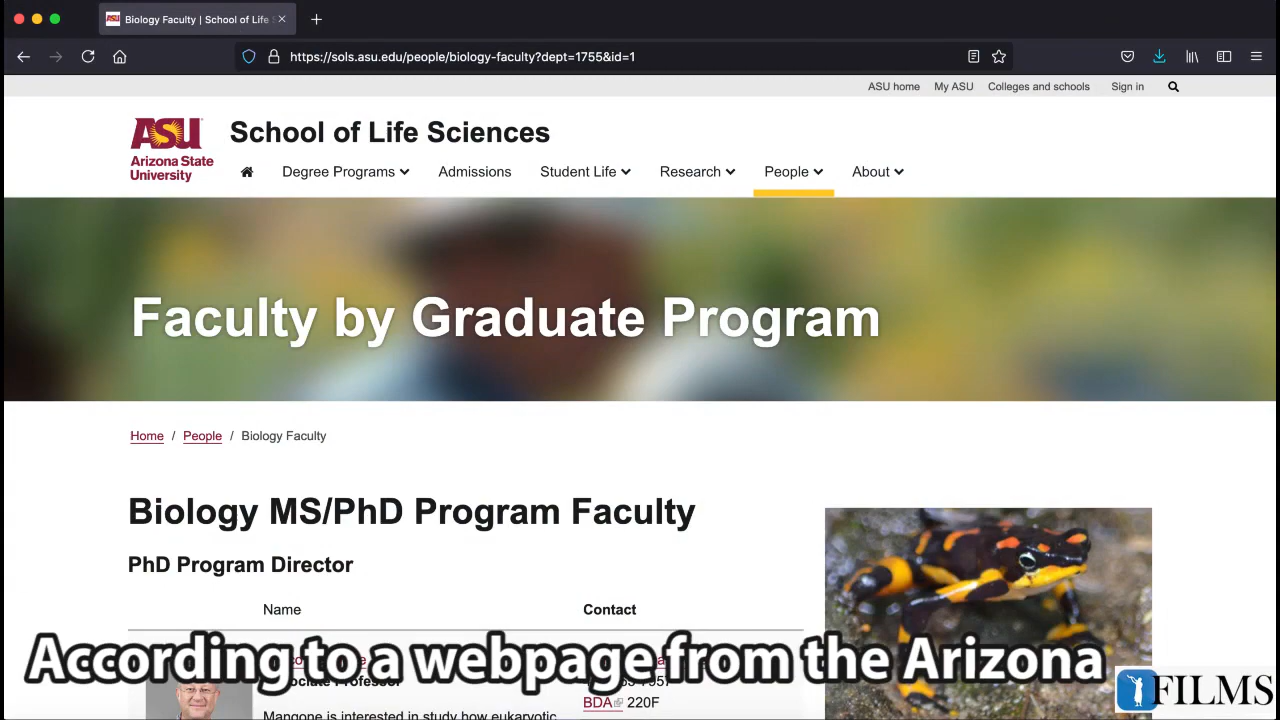 Biology Faculty | School of Life
https://sols.asu.edu/people/biology-faculty?dept=1755&id=1
ASU home My ASU Colleges and schools Sign in
ASU
Arizona State
University
School of Life Sciences
Degree Programs Admissions Student Life Research People About
Faculty by Graduate Program
Home / People / Biology Faculty
Biology MS/PhD Program Faculty
PhD Program Director
Name Contact
According to a webpage from the Arizona
BDA 220F
Mangone is interested in study how eukaryotic
FILMS